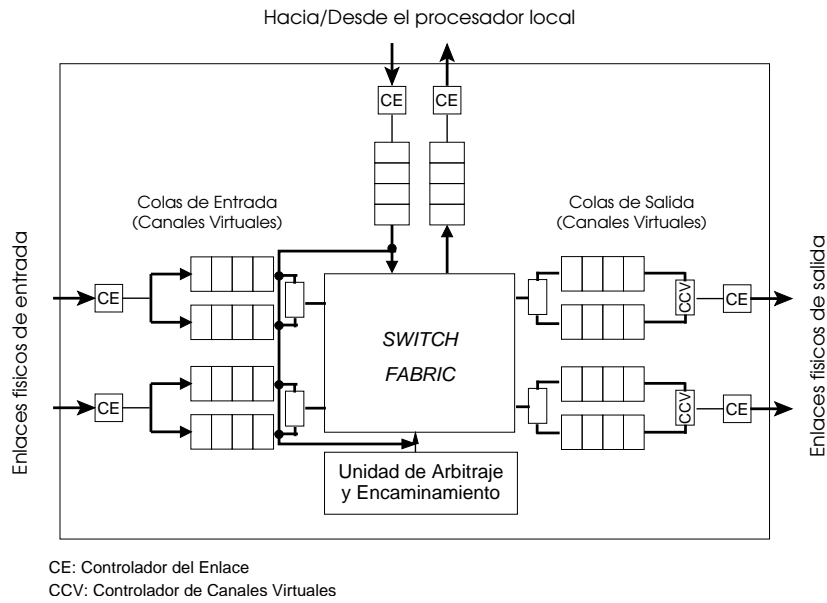 Hacia/Desde el procesador local
CE
CE
Colas de Entrada
(Canales Virtuales)
Colas de Salida
(Canales Virtuales)
Enlaces físicos de entrada
CE
CE
SWITCH
FABRIC
CCV
CE
CCV
CE
Enlaces físicos de salida
Unidad de Arbitraje
y Encaminamiento
CE: Controlador del Enlace
CCV: Controlador de Canales Virtuales